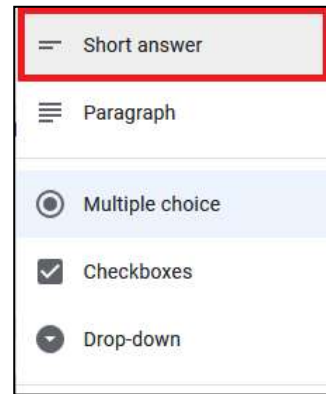 Short answer
Paragraph
Multiple choice
Checkboxes
Drop-down